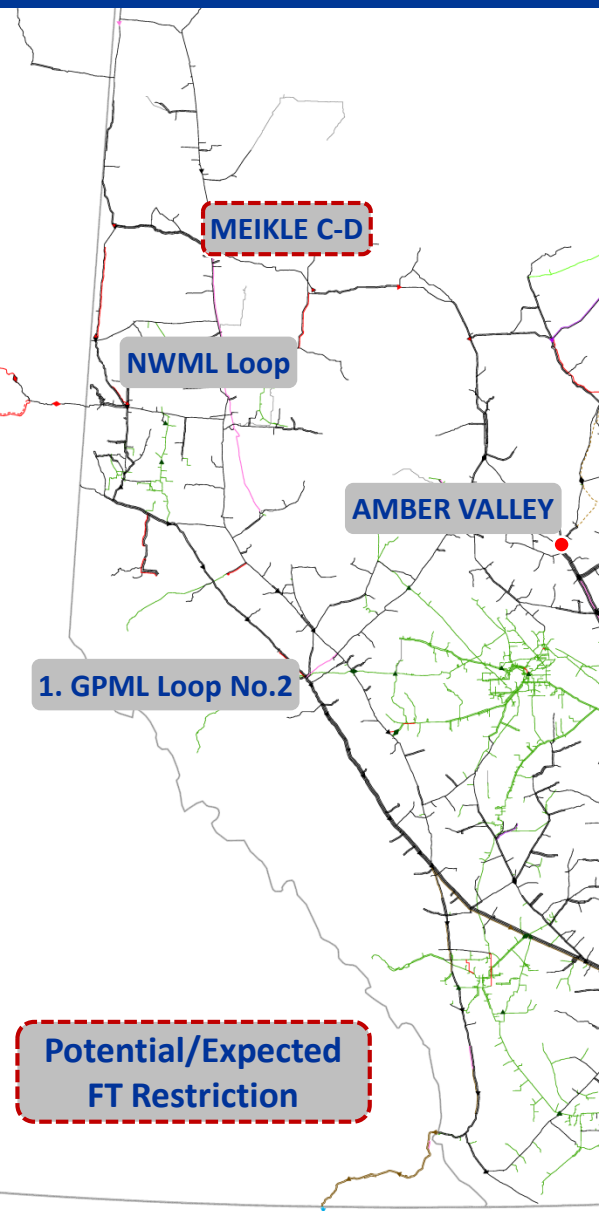 MEIKLE C-D
NWML Loop
AMBER VALLEY
1. GPML Loop No.2
Potential/Expected
FT Restriction